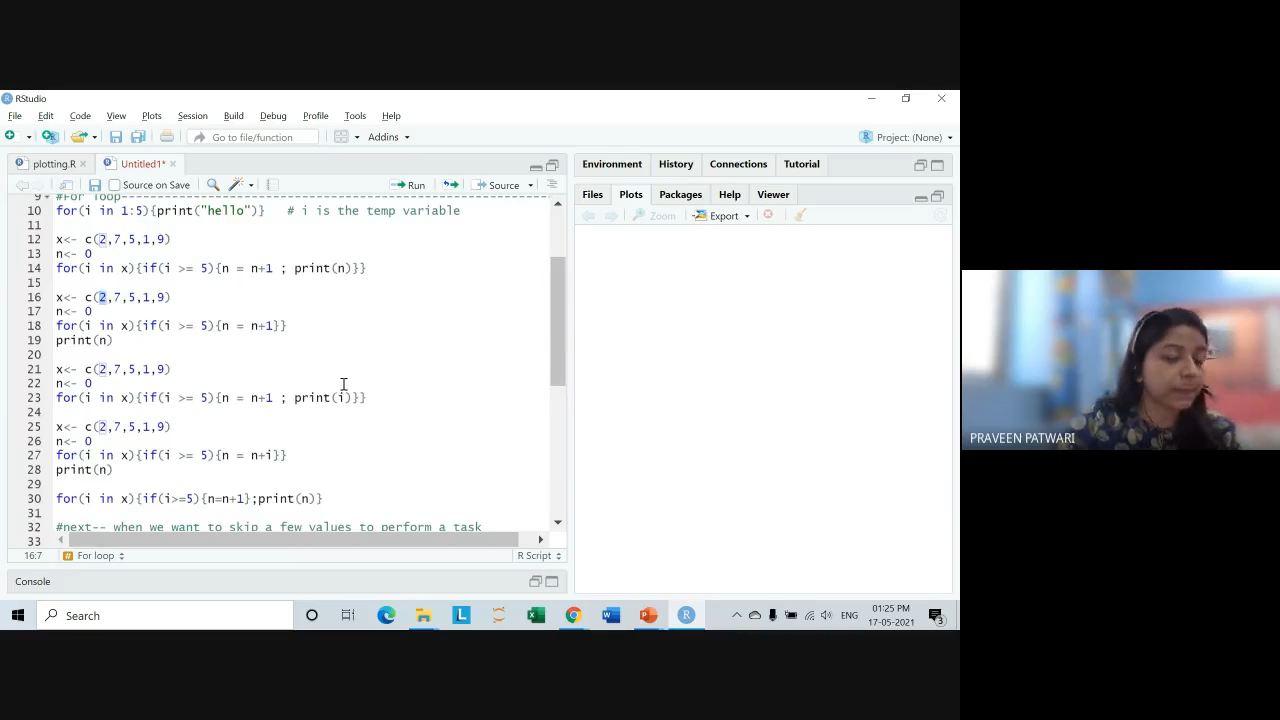 RStudio
File Edit Code View Plots Session Build Debug Profile Tools Help
Go to file/function Addins Project: (None)
plotting.R Untitled1*
Source on Save Run Source
9 #For loop
10 for(i in 1:5){print("hello")} # i is the temp variable
11
12 x<- c(2,7,5,1,9)
13 n<- 0
14 for(i in x){if(i >= 5){n = n+1 ; print(n)}}
15
16 x<- c(2,7,5,1,9)
17 n<- 0
18 for(i in x){if(i >= 5){n = n+1}}
19 print(n)
20
21 x<- c(2,7,5,1,9)
22 n<- 0
23 for(i in x){if(i >= 5){n = n+1 ; print(i)}}
24
25 x<- c(2,7,5,1,9)
26 n<- 0
27 for(i in x){if(i >= 5){n = n+i}}
28 print(n)
29
30 for(i in x){if(i>=5){n=n+1};print(n)}
31
32 #next-- when we want to skip a few values to perform a task
33
16:7 # For loop R Script
Console
Environment History Connections Tutorial
Files Plots Packages Help Viewer
Zoom Export
PRAVEEN PATWARI
Search
ENG
01:25 PM
17-05-2021
3